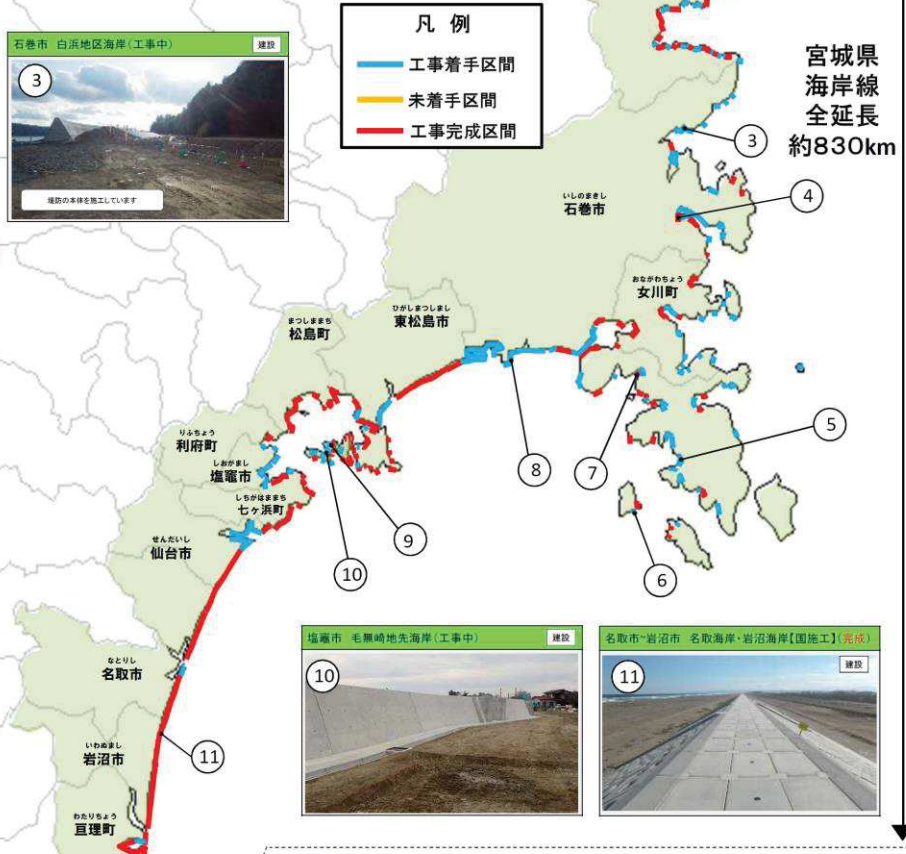 石巻市 白浜地区海岸(工事中)
建設
3
堤防の本体を施工しています
凡 例
工事着手区間
未着手区間
工事完成区間
宮城県
海岸線
全延長
約830km
3
4
いしのまきし
石巻市
おながわちょう
女川町
ひがしまつしまし
東松島市
まつしままち
松島町
りふちょう
利府町
しおがまし
塩竈市
しちがはままち
七ヶ浜町
せんだいし
仙台市
5
7
8
6
9
10
なとりし
名取市
いわぬまし
岩沼市
11
わたりちょう
亘理町
塩竈市 毛無崎地先海岸(工事中)
建設
10
名取市~岩沼市 名取海岸・岩沼海岸【国施工】(完成)
建設
11